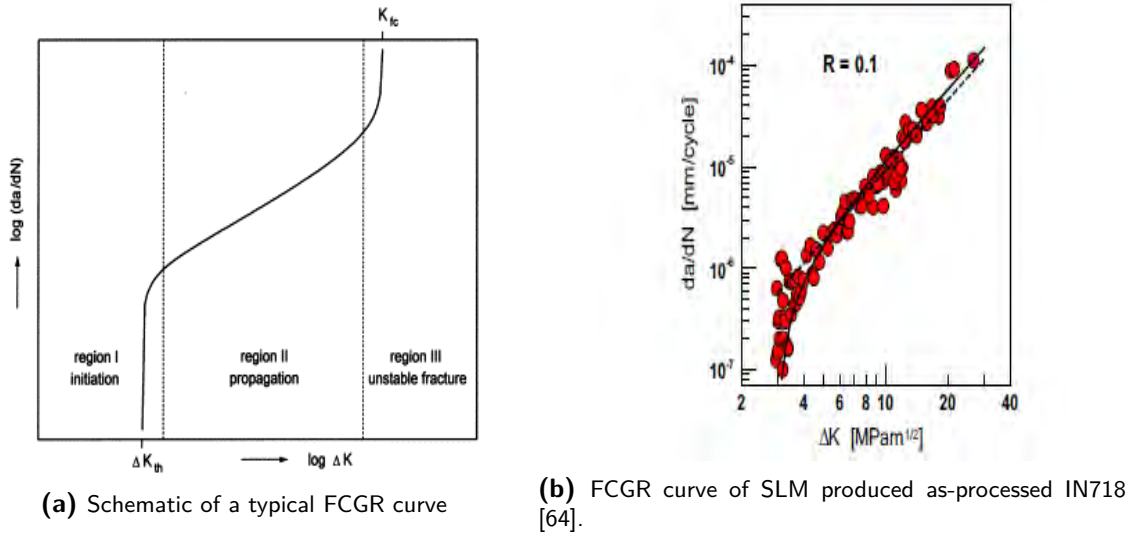 K_fc
log (da/dN)
region I
initiation
region II
propagation
region III
unstable fracture
Δ K_th
log Δ K
(a) Schematic of a typical FCGR curve
R = 0.1
da/dN [mm/cycle]
10^-4
10^-5
10^-6
10^-7
2 4 6 8 10 20 40
ΔK [MPam^1/2]
(b) FCGR curve of SLM produced as-processed IN718
[64].